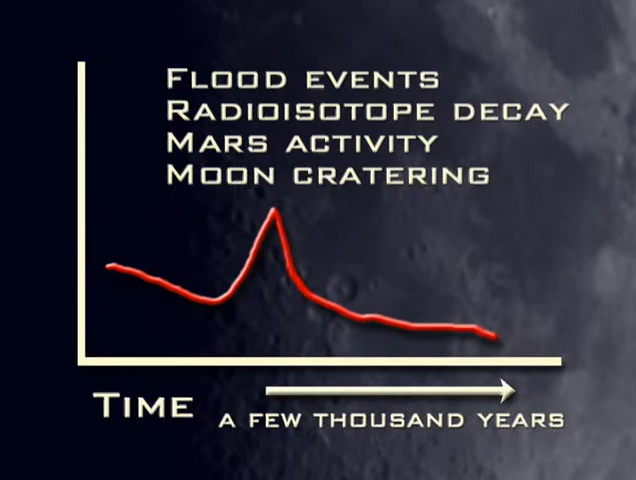 FLOOD EVENTS
RADIOISOTOPE DECAY
MARS ACTIVITY
MOON CRATERING
TIME
A FEW THOUSAND YEARS